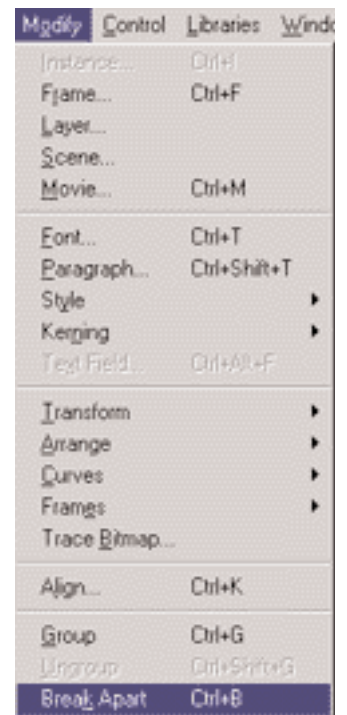 Modify Control Libraries Windo
Instance... Ctrl+I
Frame... Ctrl+F
Layer...
Scene...
Movie... Ctrl+M
Font... Ctrl+T
Paragraph... Ctrl+Shift+T
Style
Kerning
Text Field... Ctrl+Alt+F
Transform
Arrange
Curves
Frames
Trace Bitmap...
Align... Ctrl+K
Group Ctrl+G
Ungroup Ctrl+Shift+G
Break Apart Ctrl+B